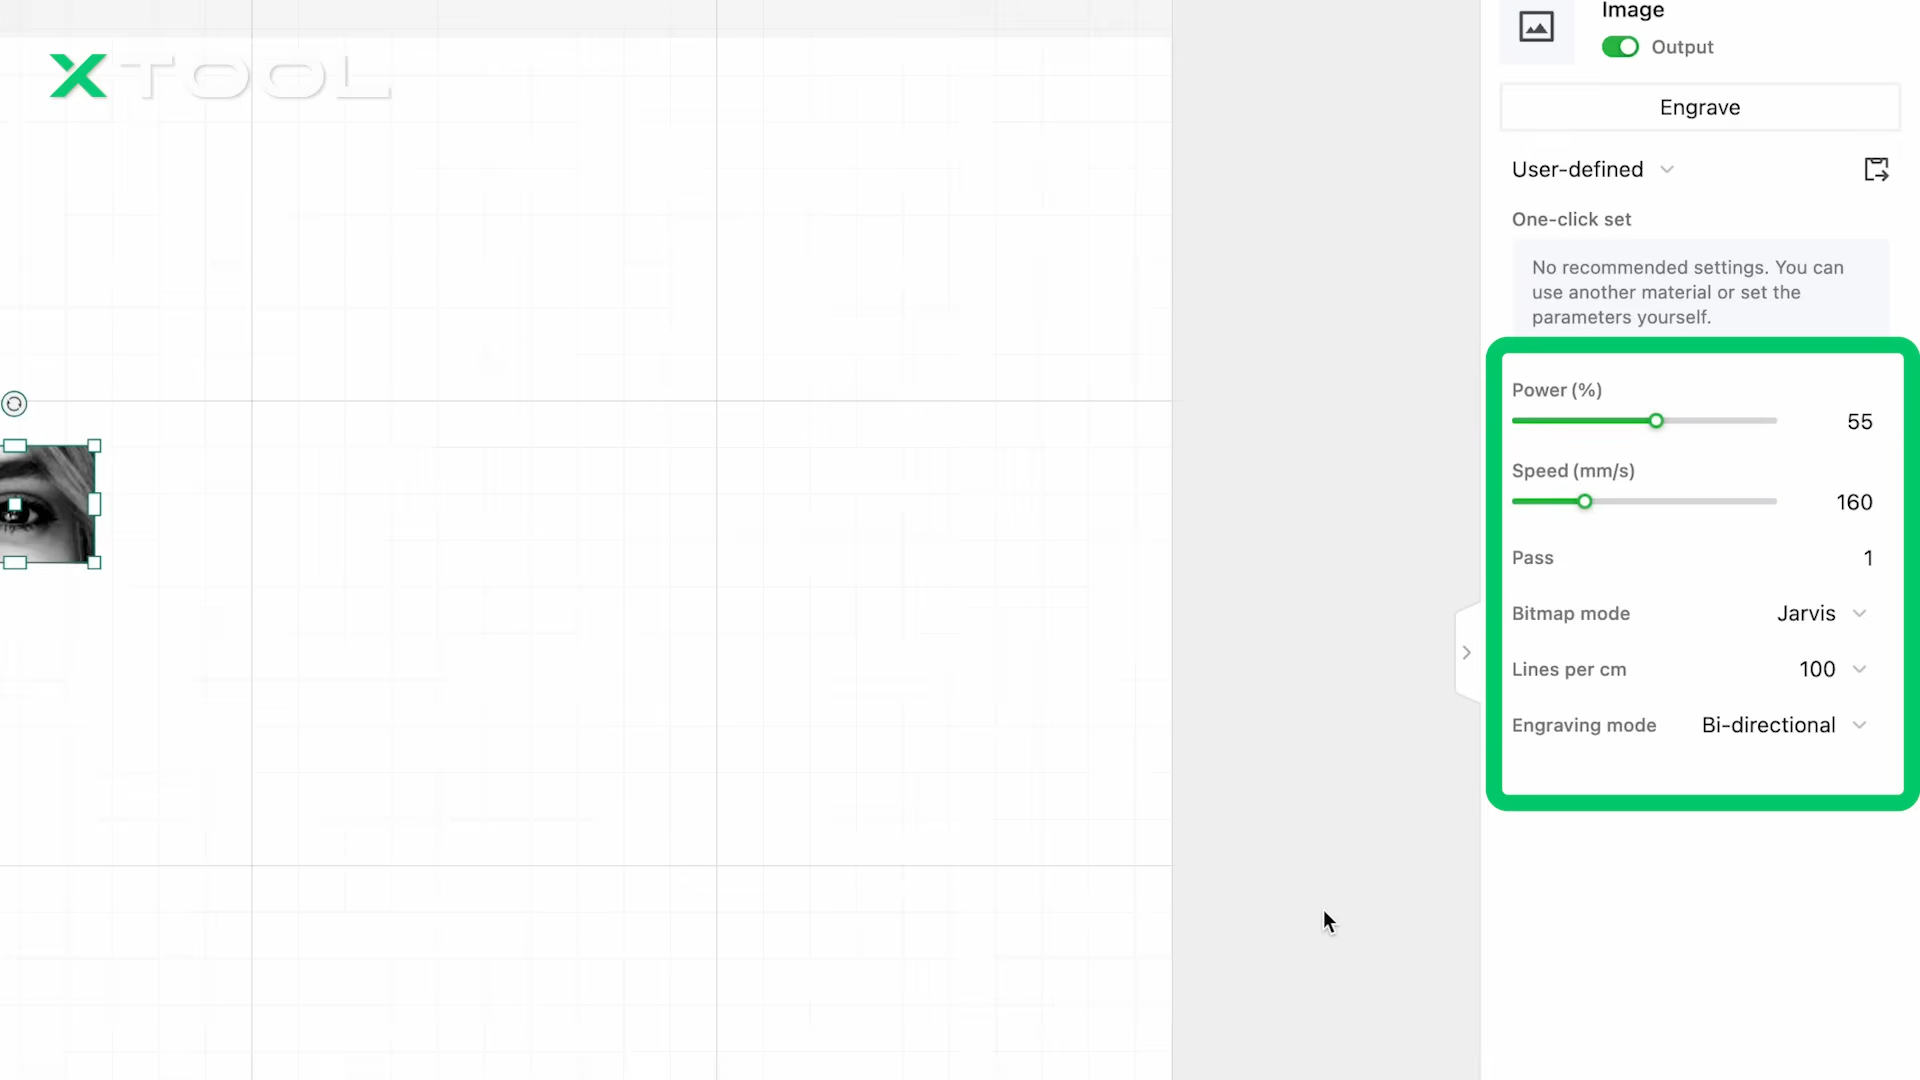 XTOOL
Image
Output
Engrave
User-defined
One-click set
No recommended settings. You can
use another material or set the
parameters yourself.
Power (%)
55
Speed (mm/s)
160
Pass
1
Bitmap mode
Jarvis
Lines per cm
100
Engraving mode
Bi-directional